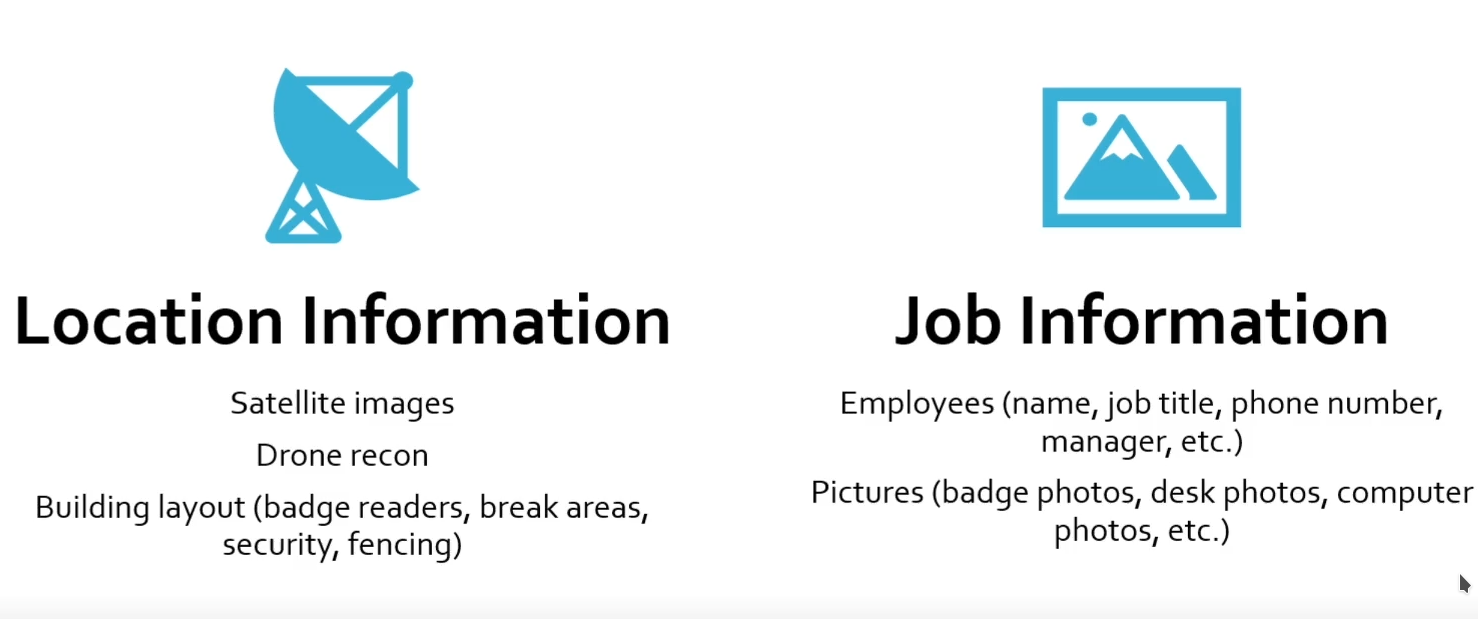 Location Information
Satellite images
Drone recon
Building layout (badge readers, break areas,
security, fencing)
Job Information
Employees (name, job title, phone number,
manager, etc.)
Pictures (badge photos, desk photos, computer
photos, etc.)